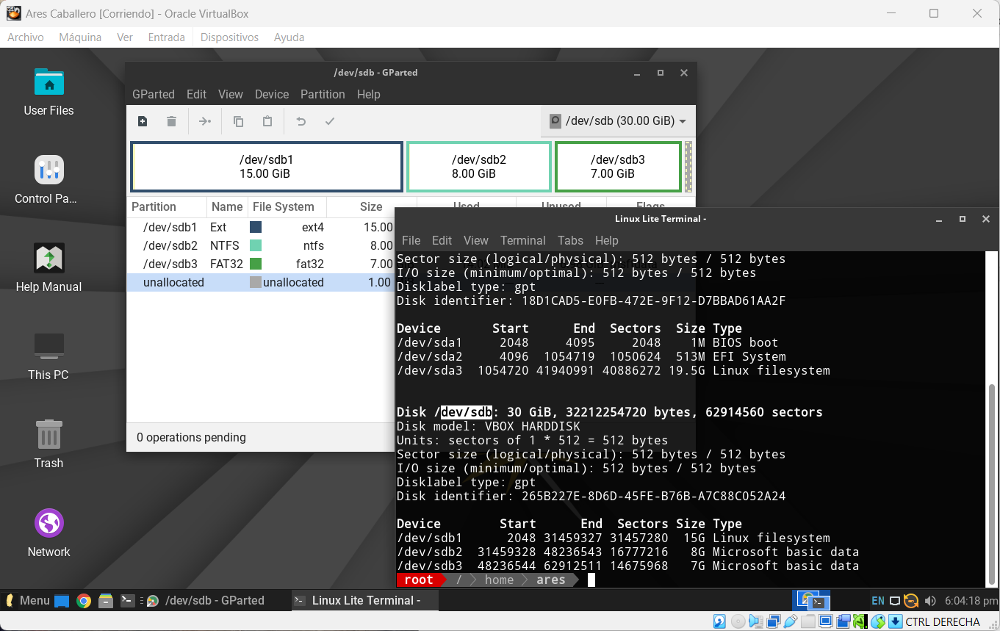 Ares Caballero [Corriendo] - Oracle VirtualBox
Archivo Máquina Ver Entrada Dispositivos Ayuda
User Files
Control Pa...
Help Manual
This PC
Trash
Network
/dev/sdb - GParted
GParted Edit View Device Partition Help
/dev/sdb (30.00 GiB)
/dev/sdb1
15.00 GiB
/dev/sdb2
8.00 GiB
/dev/sdb3
7.00 GiB
Partition Name File System Size Used Unused Flags
/dev/sdb1 Ext ext4 15.00
/dev/sdb2 NTFS ntfs 8.00
/dev/sdb3 FAT32 fat32 7.00
unallocated unallocated 1.00
0 operations pending
Linux Lite Terminal -
File Edit View Terminal Tabs Help
Sector size (logical/physical): 512 bytes / 512 bytes
I/O size (minimum/optimal): 512 bytes / 512 bytes
Disklabel type: gpt
Disk identifier: 18D1CAD5-E0FB-472E-9F12-D7BBAD61AA2F
Device Start End Sectors Size Type
/dev/sda1 2048 4095 2048 1M BIOS boot
/dev/sda2 4096 1054719 1050624 513M EFI System
/dev/sda3 1054720 41940991 40886272 19.5G Linux filesystem
Disk /dev/sdb: 30 GiB, 32212254720 bytes, 62914560 sectors
Disk model: VBOX HARDDISK
Units: sectors of 1 * 512 = 512 bytes
Sector size (logical/physical): 512 bytes / 512 bytes
I/O size (minimum/optimal): 512 bytes / 512 bytes
Disklabel type: gpt
Disk identifier: 265B227E-8D6D-45FE-B76B-A7C88C052A24
Device Start End Sectors Size Type
/dev/sdb1 2048 31459327 31457280 15G Linux filesystem
/dev/sdb2 31459328 48236543 16777216 8G Microsoft basic data
/dev/sdb3 48236544 62912511 14675968 7G Microsoft basic data
root / home ares
Menu /dev/sdb - GParted Linux Lite Terminal - EN 6:04:18 pm
CTRL DERECHA